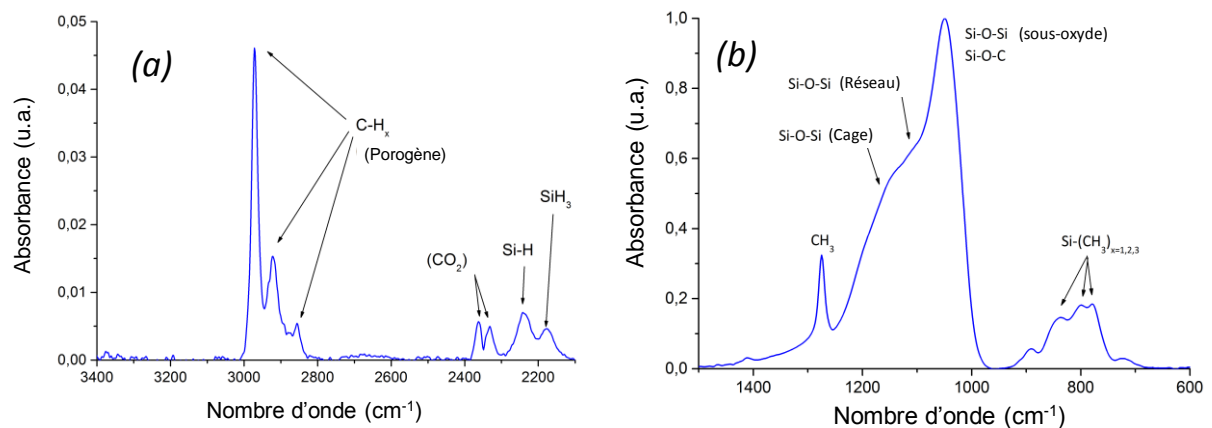 (a)
Absorbance (u.a.)
0,05
0,04
0,03
0,02
0,01
0,00
C-Hx
(Porogène)
(CO2)
Si-H
SiH3
3400 3200 3000 2800 2600 2400 2200
Nombre d'onde (cm-1)
(b)
Absorbance (u.a.)
1,0
0,8
0,6
0,4
0,2
0,0
Si-O-Si (sous-oxyde)
Si-O-C
Si-O-Si (Réseau)
Si-O-Si (Cage)
CH3
Si-(CH3)x=1,2,3
1400 1200 1000 800 600
Nombre d'onde (cm-1)